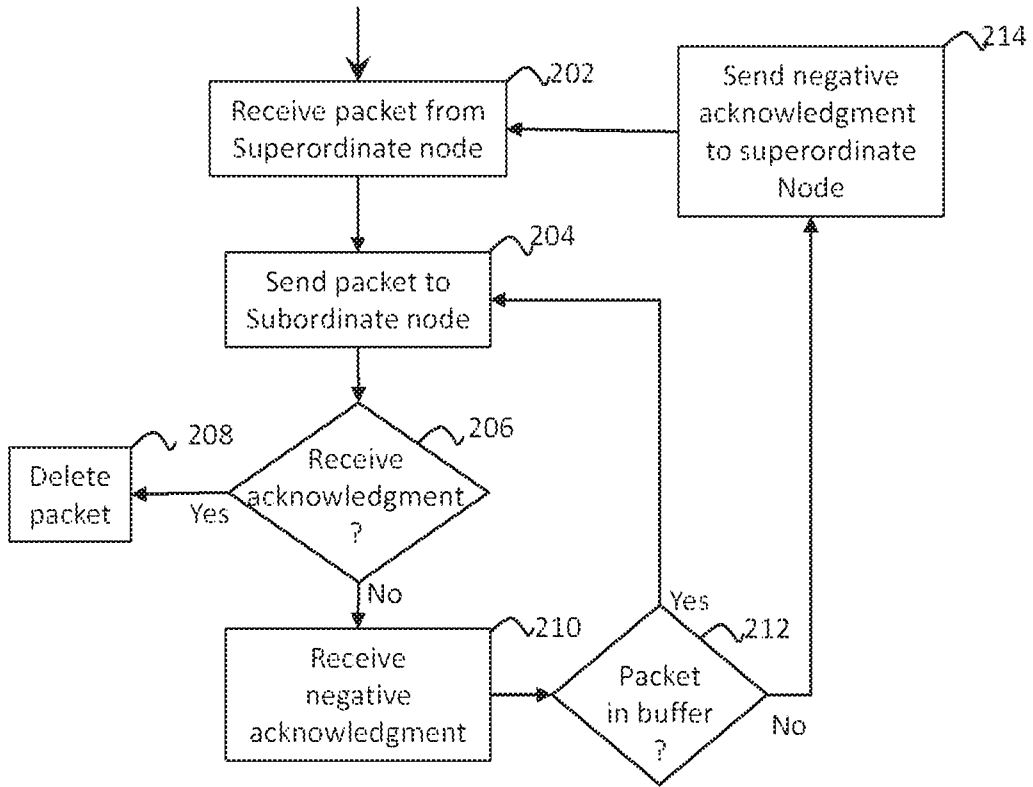 202
Receive packet from
Superordinate node
214
Send negative
acknowledgment
to superordinate
Node
204
Send packet to
Subordinate node
206
Receive
acknowledgment
?
Yes
208
Delete
packet
No
210
Receive
negative
acknowledgment
212
Packet
in buffer
?
Yes
No